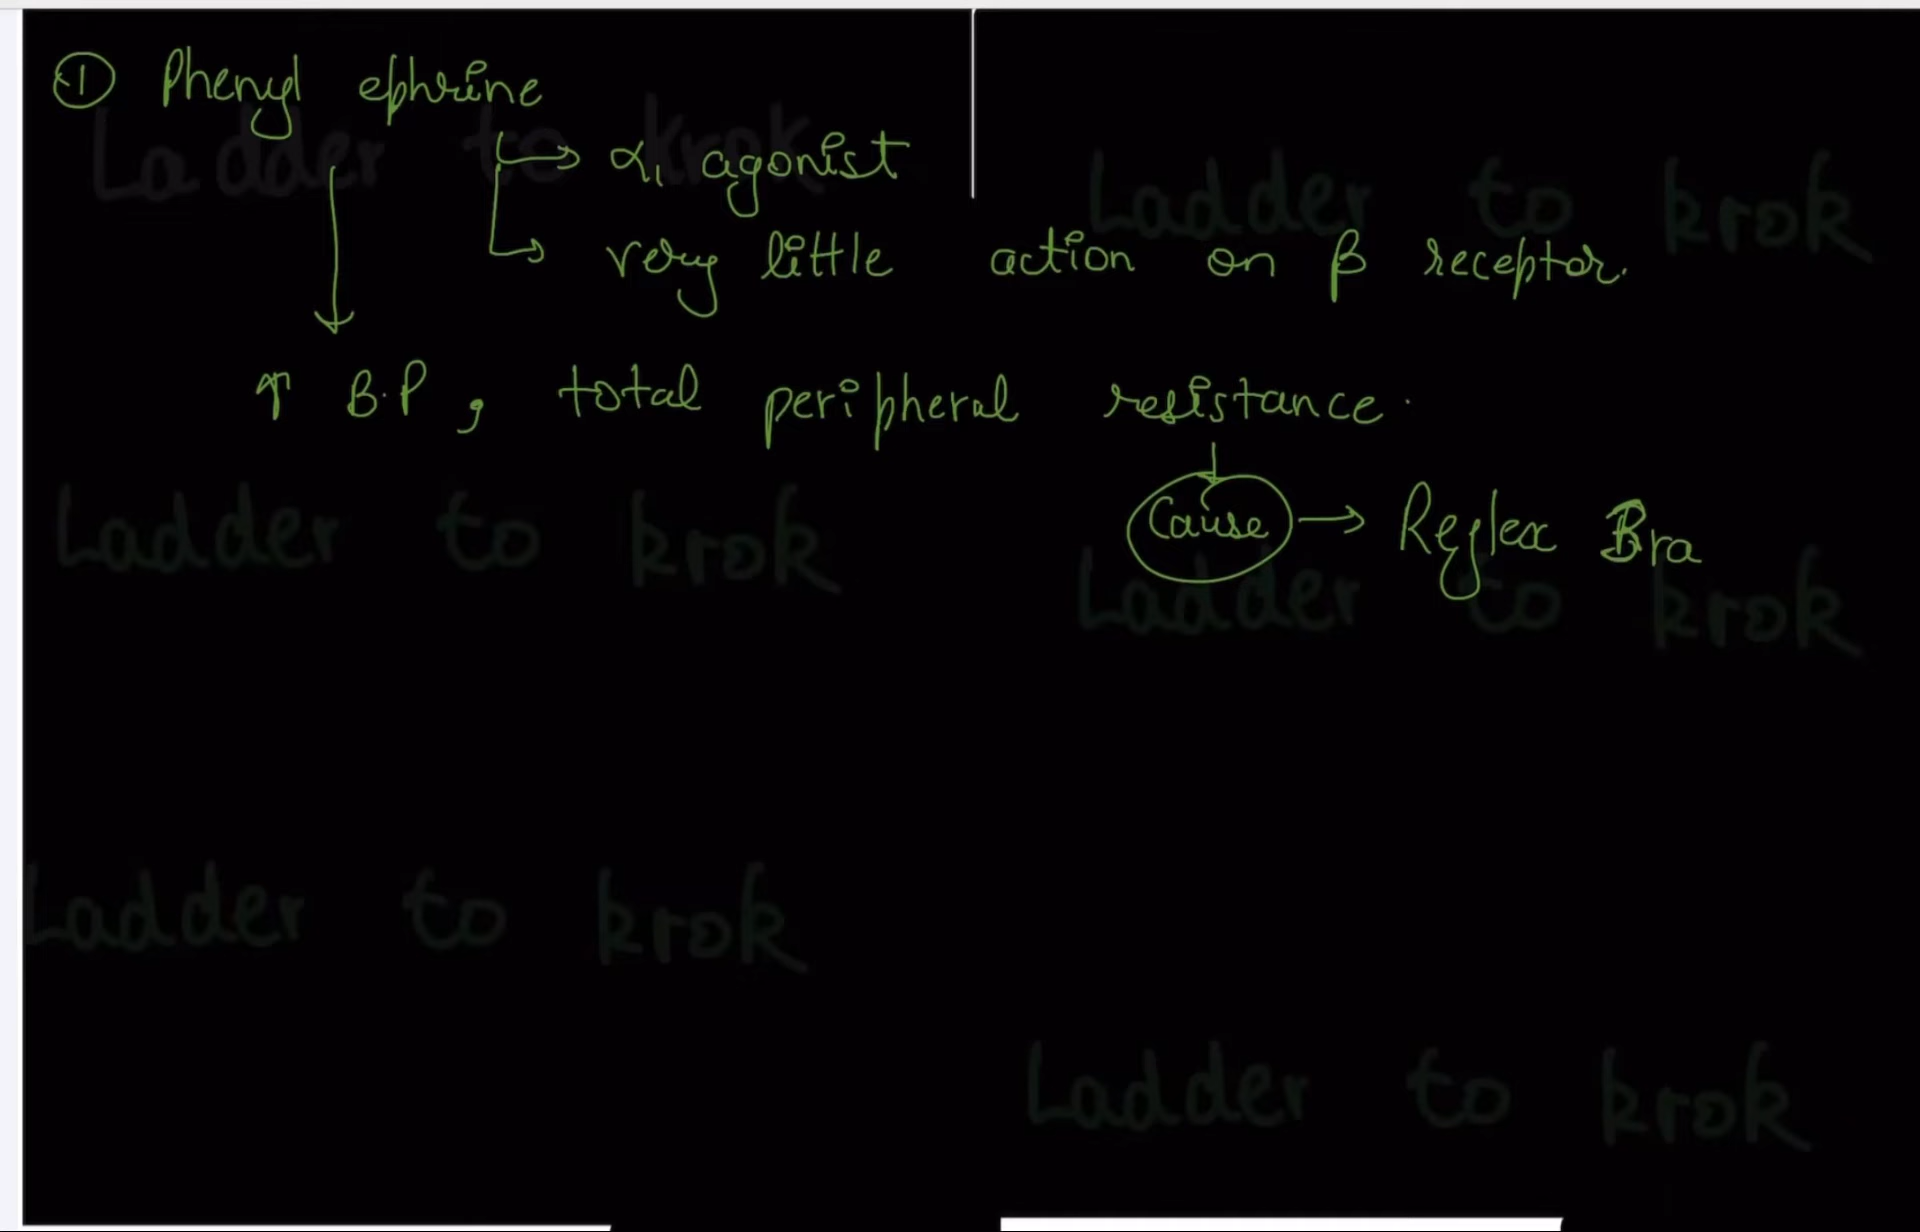 ① Phenyl ephrine
→ α1 agonist
→ very little action on β receptor.
↑ B.P, total peripheral resistance.
Cause → Reflex Bra
Ladder to krok
Ladder to krok
Ladder to krok
Ladder to krok
Ladder to krok
Ladder to krok